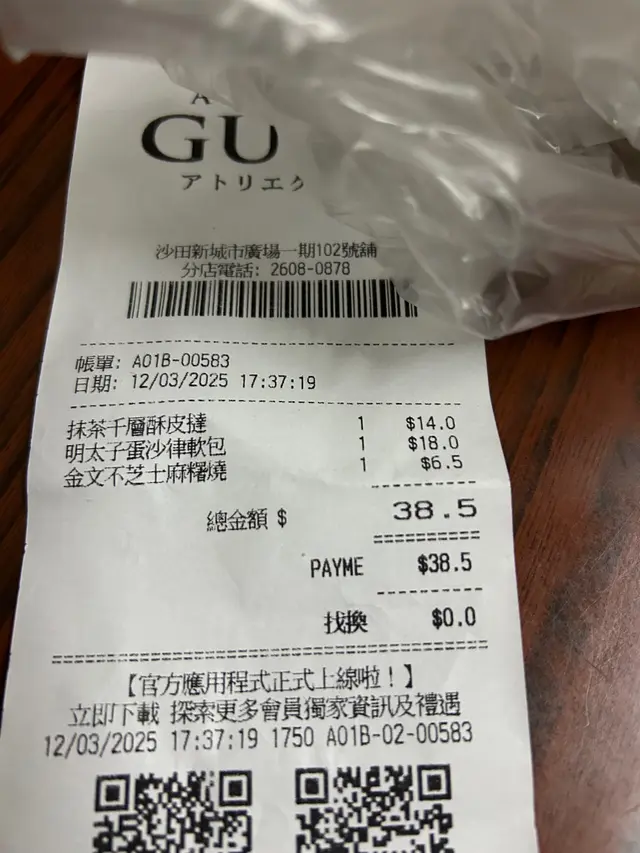 GU
アトリエク
沙田新城市廣場一期102號舖
分店電話: 2608-0878
帳單: A01B-00583
日期: 12/03/2025 17:37:19
抹茶千層酥皮撻 1 $14.0
明太子蛋沙律軟包 1 $18.0
金文不芝士麻糬燒 1 $6.5
總金額 $ 38.5
PAYME $38.5
找換 $0.0
【官方應用程式正式上線啦！】
立即下載 探索更多會員獨家資訊及禮遇
12/03/2025 17:37:19 1750 A01B-02-00583